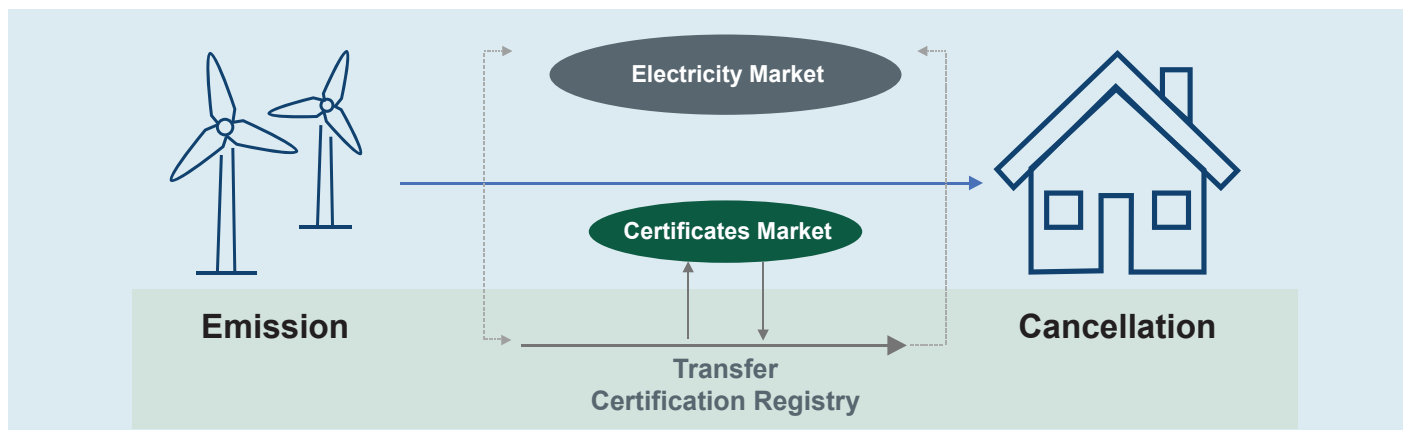 Electricity Market
Certificates Market
Emission
Cancellation
Transfer
Certification Registry